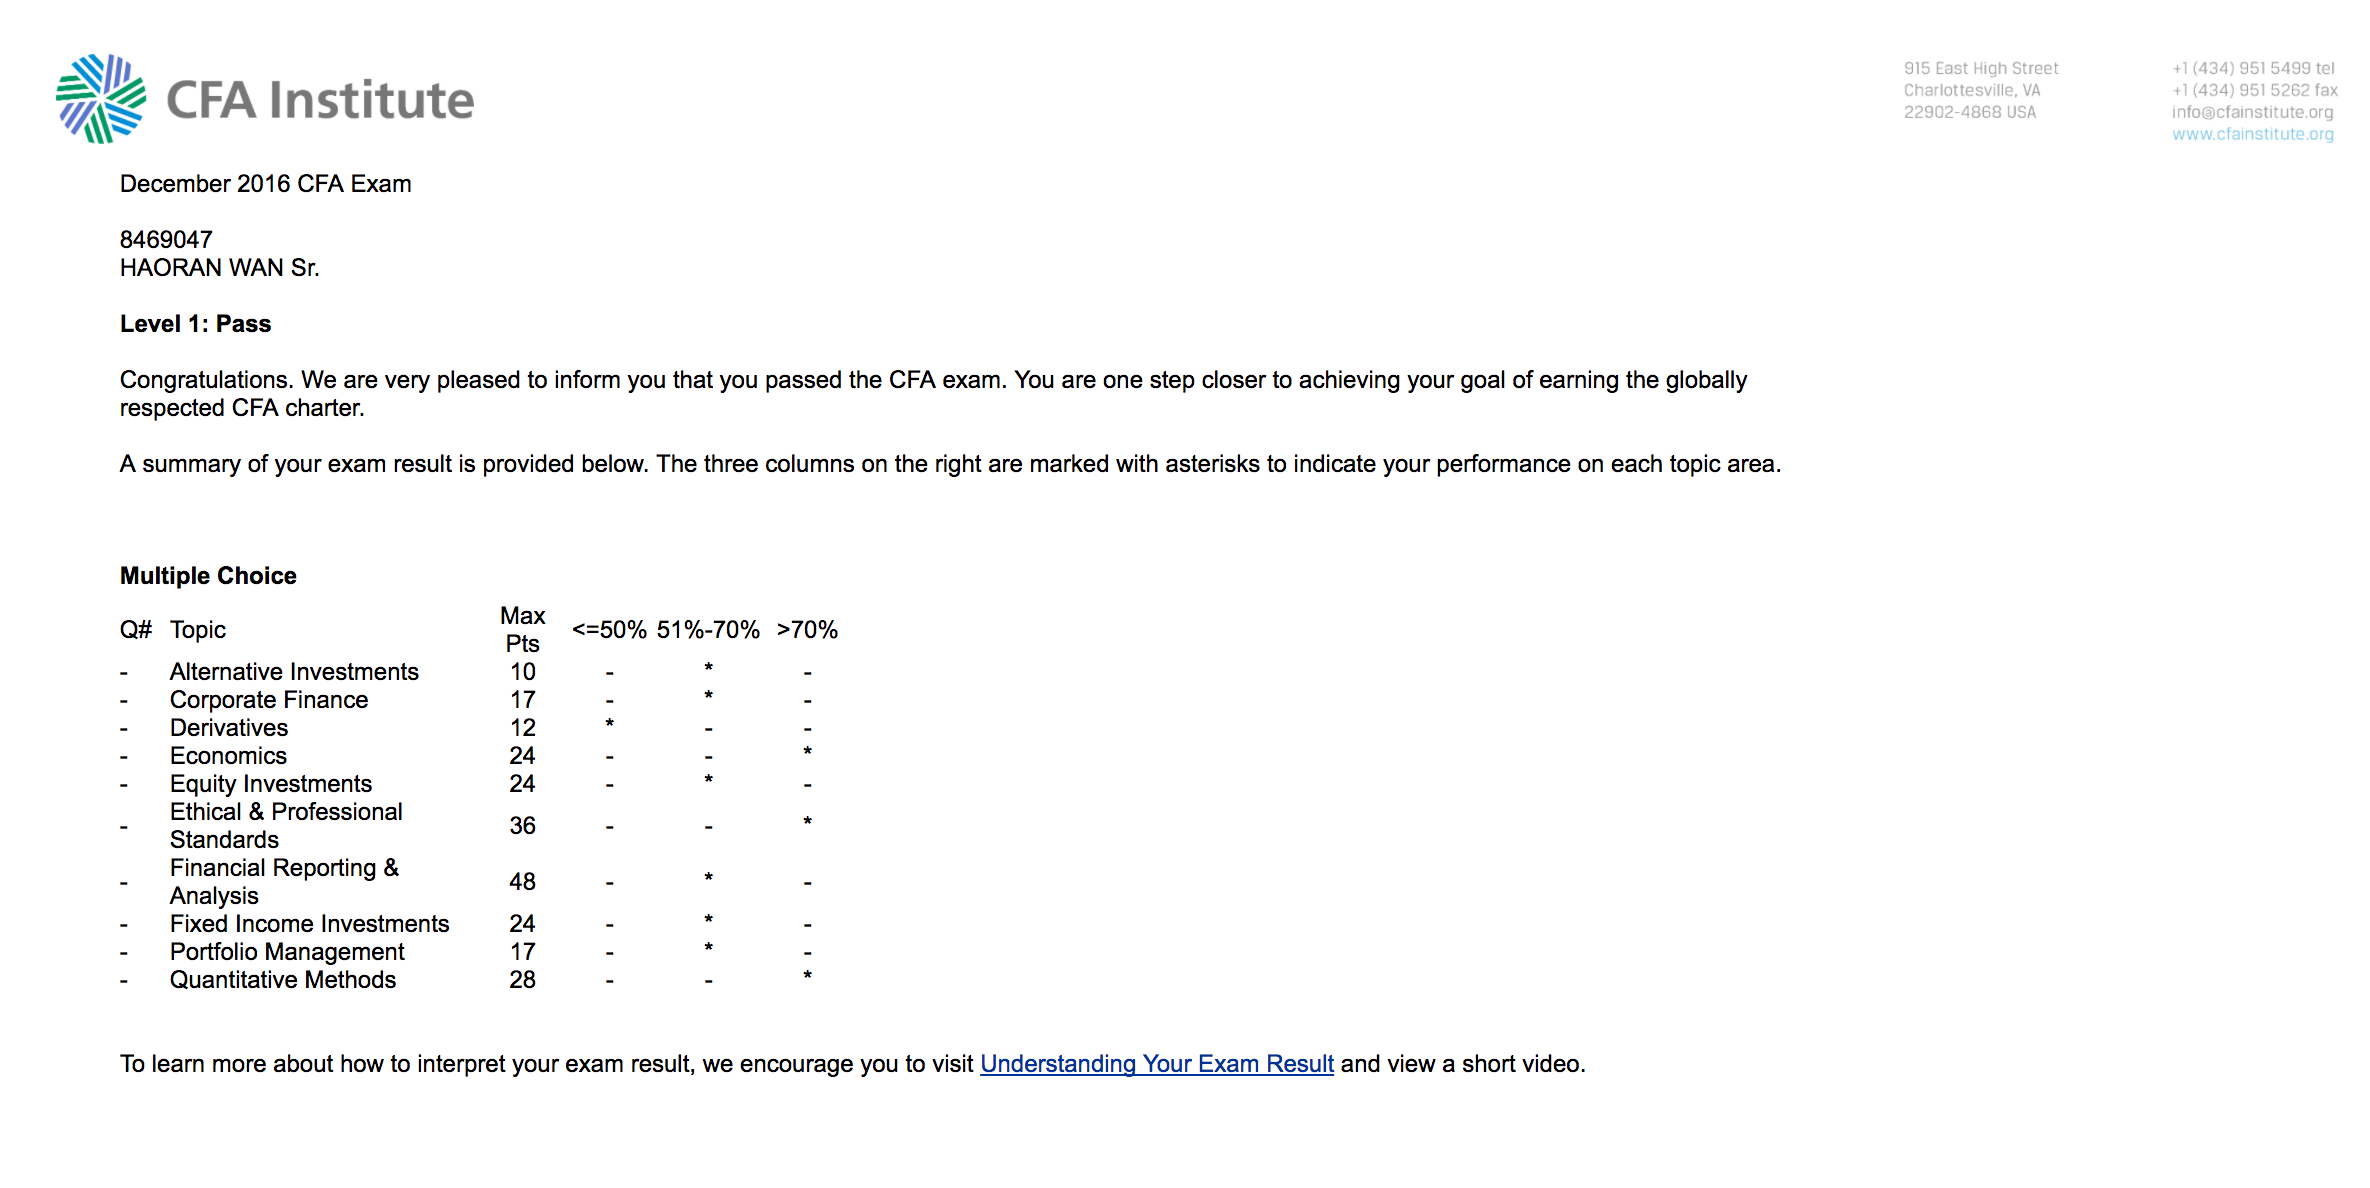 CFA Institute
915 East High Street
Charlottesville, VA
22902-4868 USA
+1 (434) 951 5499 tel
+1 (434) 951 5262 fax
info@cfainstitute.org
www.cfainstitute.org
December 2016 CFA Exam
8469047
HAORAN WAN Sr.
Level 1: Pass
Congratulations. We are very pleased to inform you that you passed the CFA exam. You are one step closer to achieving your goal of earning the globally
respected CFA charter.
A summary of your exam result is provided below. The three columns on the right are marked with asterisks to indicate your performance on each topic area.
Multiple Choice
Q# Topic Max Pts <=50% 51%-70% >70%
- Alternative Investments 10 - * -
- Corporate Finance 17 - * -
- Derivatives 12 * - -
- Economics 24 - - *
- Equity Investments 24 - * -
- Ethical & Professional Standards 36 - - *
- Financial Reporting & Analysis 48 - * -
- Fixed Income Investments 24 - * -
- Portfolio Management 17 - * -
- Quantitative Methods 28 - - *
To learn more about how to interpret your exam result, we encourage you to visit Understanding Your Exam Result and view a short video.